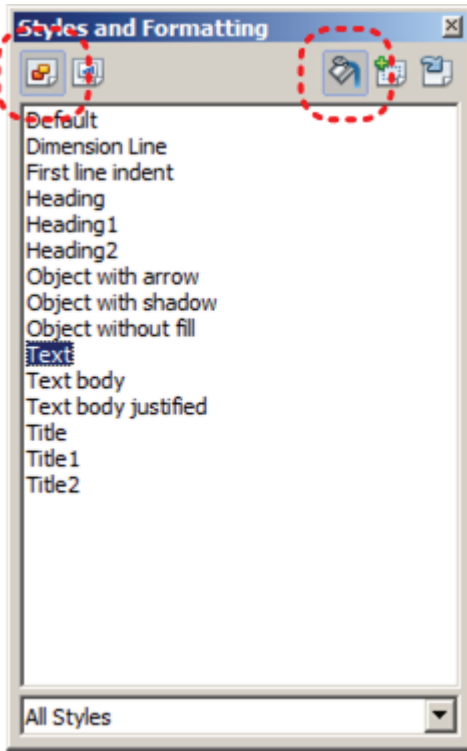 Styles and Formatting
Default
Dimension Line
First line indent
Heading
Heading1
Heading2
Object with arrow
Object with shadow
Object without fill
Text
Text body
Text body justified
Title
Title1
Title2
All Styles